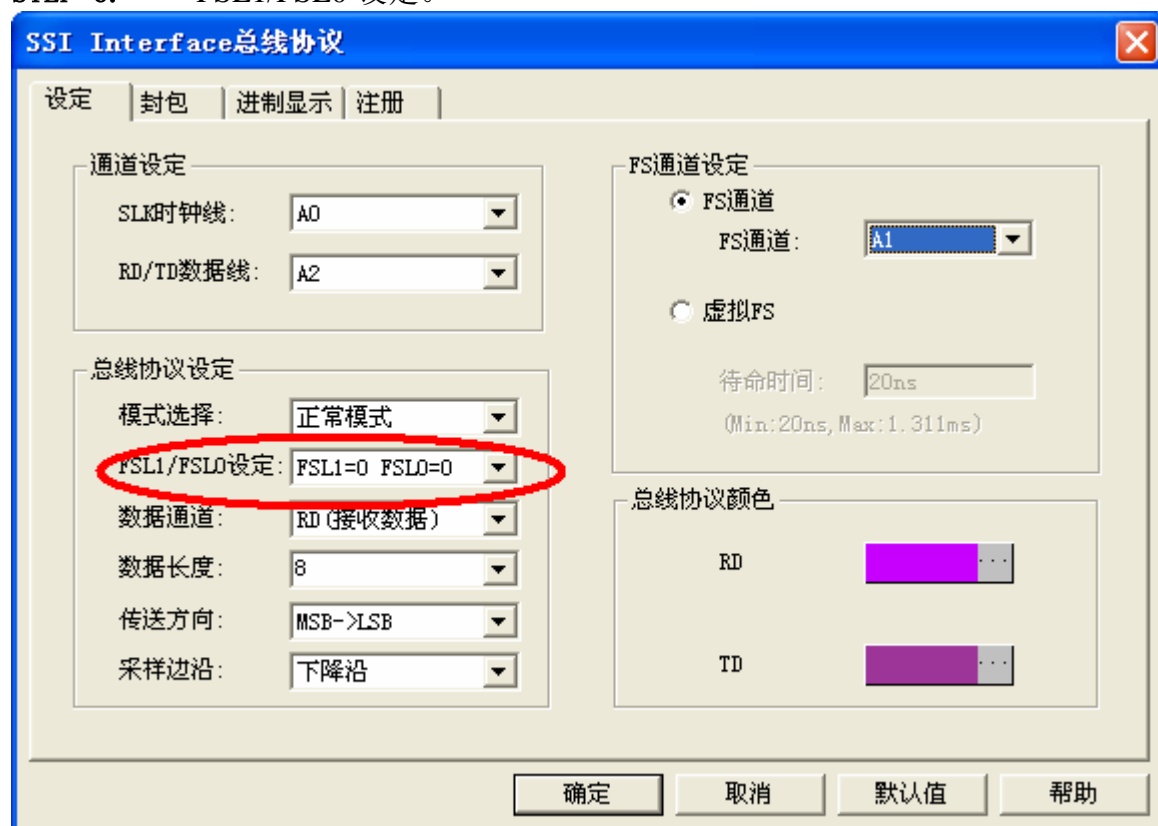 SSI Interface总线协议
设定 封包 进制显示 注册
通道设定
SLK时钟线: A0
RD/TD数据线: A2
总线协议设定
模式选择: 正常模式
FSL1/FSL0设定: FSL1=0 FSL0=0
数据通道: RD(接收数据)
数据长度: 8
传送方向: MSB->LSB
采样边沿: 下降沿
FS通道设定
FS通道
FS通道: A1
虚拟FS
待命时间: 20ns
(Min:20ns,Max:1.311ms)
总线协议颜色
RD ...
TD ...
确定 取消 默认值 帮助